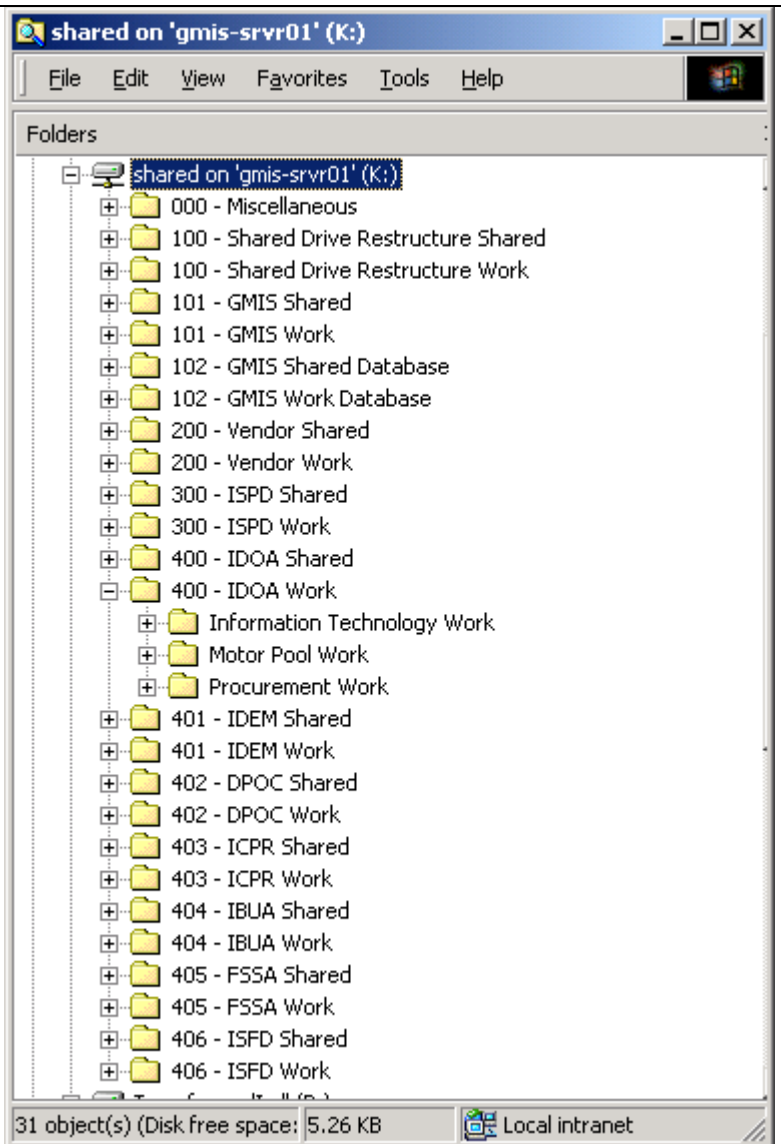 shared on 'gmis-srvr01' (K:)
File Edit View Favorites Tools Help
Folders
shared on 'gmis-srvr01' (K:)
000 - Miscellaneous
100 - Shared Drive Restructure Shared
100 - Shared Drive Restructure Work
101 - GMIS Shared
101 - GMIS Work
102 - GMIS Shared Database
102 - GMIS Work Database
200 - Vendor Shared
200 - Vendor Work
300 - ISPD Shared
300 - ISPD Work
400 - IDOA Shared
400 - IDOA Work
Information Technology Work
Motor Pool Work
Procurement Work
401 - IDEM Shared
401 - IDEM Work
402 - DPOC Shared
402 - DPOC Work
403 - ICPR Shared
403 - ICPR Work
404 - IBUA Shared
404 - IBUA Work
405 - FSSA Shared
405 - FSSA Work
406 - ISFD Shared
406 - ISFD Work
31 object(s) (Disk free space: 5.26 KB Local intranet